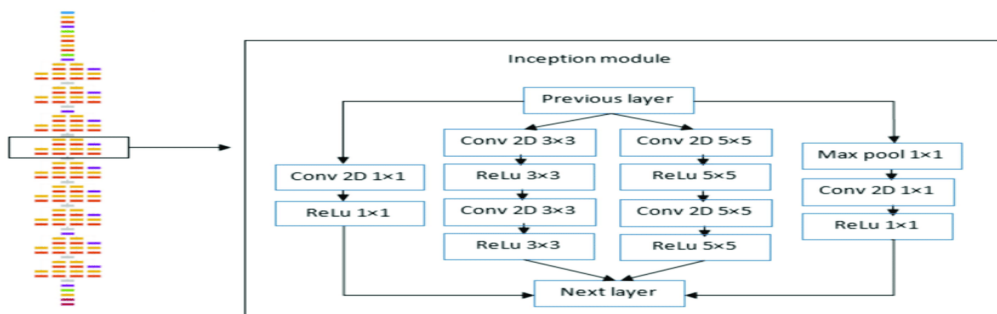 Inception module
Previous layer
Conv 2D 1×1
ReLu 1×1
Conv 2D 3×3
ReLu 3×3
Conv 2D 3×3
ReLu 3×3
Conv 2D 5×5
ReLu 5×5
Conv 2D 5×5
ReLu 5×5
Max pool 1×1
Conv 2D 1×1
ReLu 1×1
Next layer